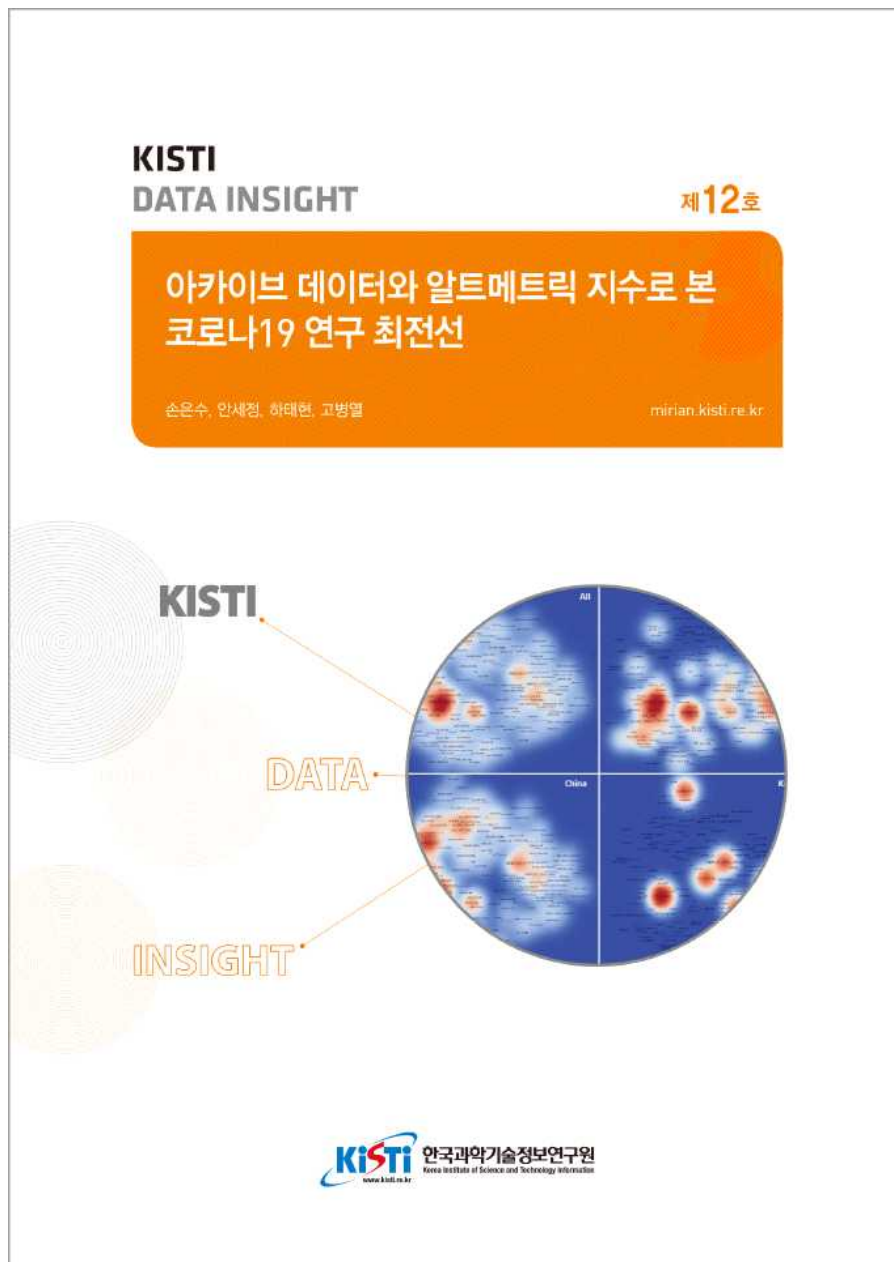 KISTI
DATA INSIGHT
제12호
아카이브 데이터와 알트메트릭 지수로 본
코로나19 연구 최전선
손은수, 안세정, 하태현, 고병열
mirian.kisti.re.kr
KISTI
All
DATA
China
K
INSIGHT
KiSTi
www.kisti.re.kr
한국과학기술정보연구원
Korea Institute of Science and Technology Information